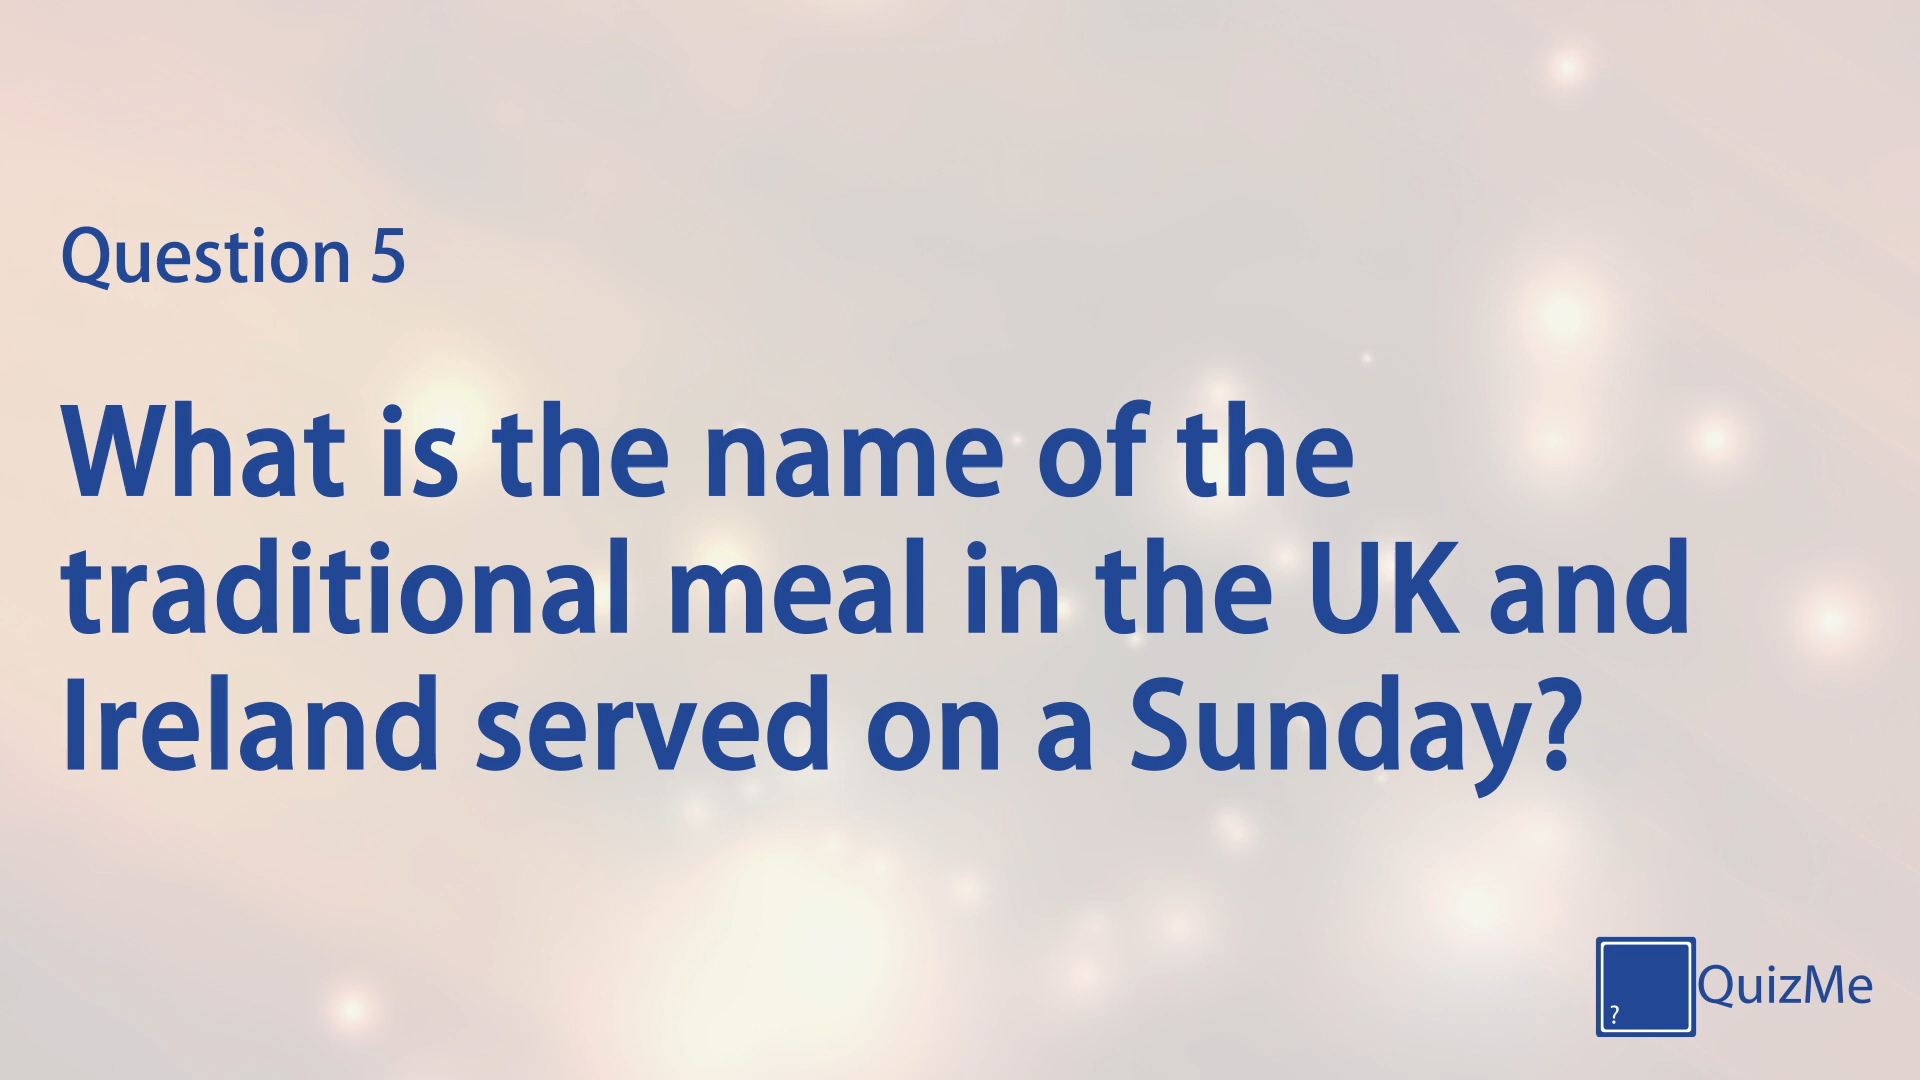 Question 5
What is the name of the
traditional meal in the UK and
Ireland served on a Sunday?
?
QuizMe